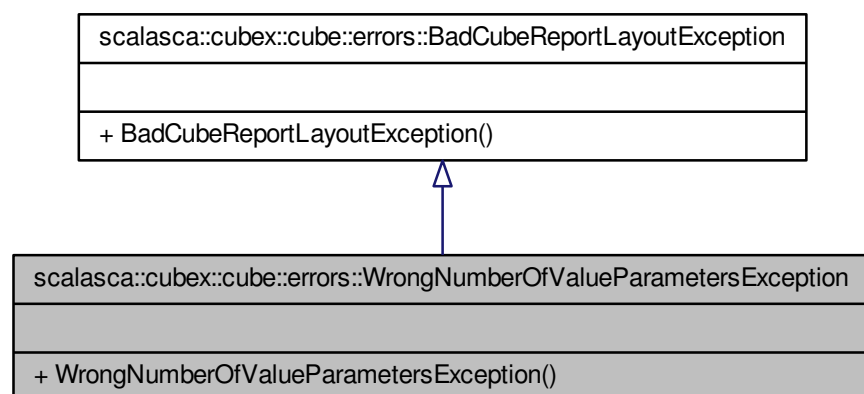 scalasca::cubex::cube::errors::BadCubeReportLayoutException
+ BadCubeReportLayoutException()
scalasca::cubex::cube::errors::WrongNumberOfValueParametersException
+ WrongNumberOfValueParametersException()